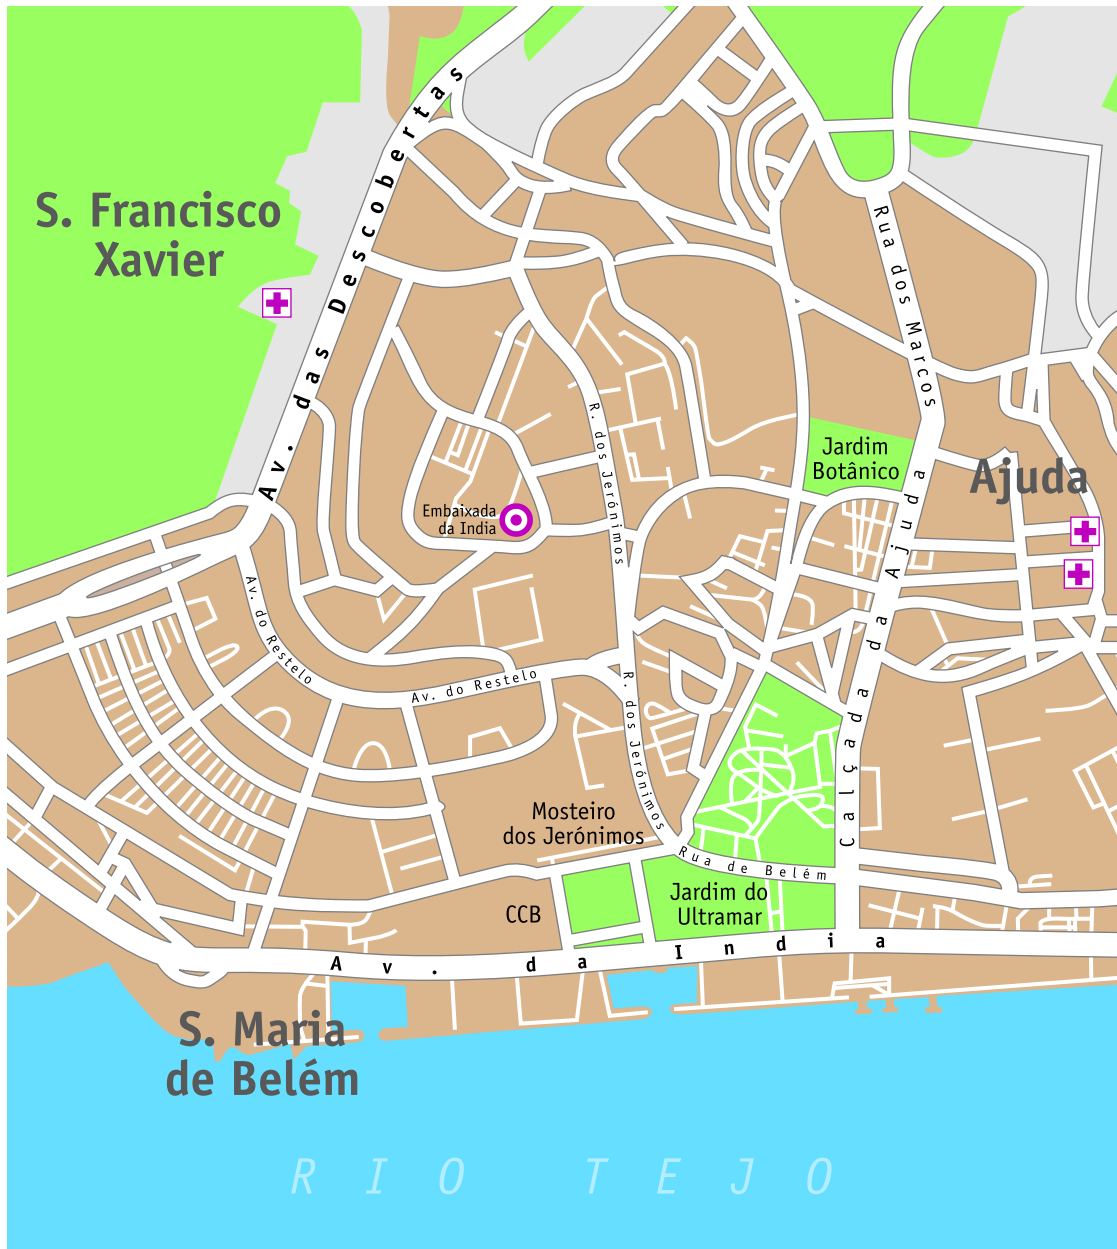 Av. das Descobertas
S. Francisco
Xavier
Rua dos Marcos
R. dos Jerónimos
Jardim
Botânico
Ajuda
Embaixada
da India
Av. do Restelo
Av. do Restelo
R. dos Jerónimos
Calçada da Ajuda
Mosteiro
dos Jerónimos
Rua de Belém
Jardim do
Ultramar
CCB
Av. da India
S. Maria
de Belém
RIO TEJO